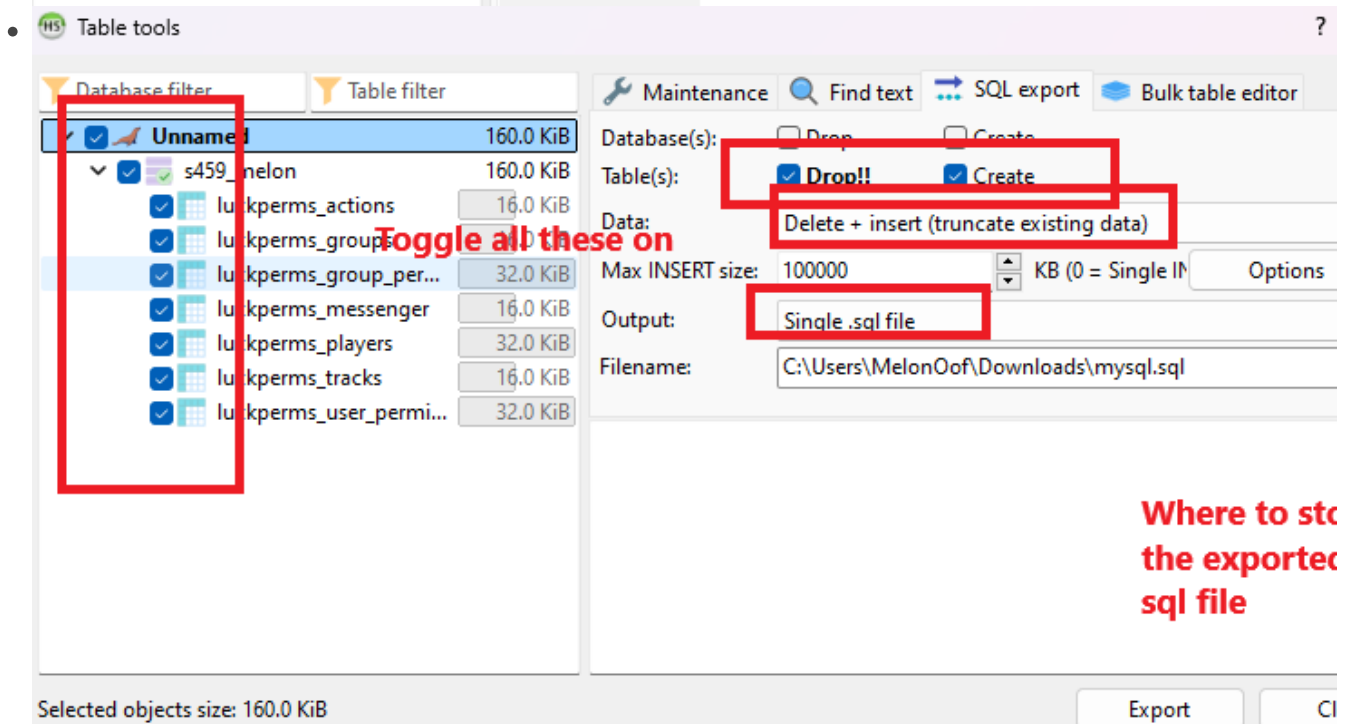 Table tools ?
Database filter Table filter
Maintenance Find text SQL export Bulk table editor
Unnamed 160.0 KiB
Database(s): Drop Create
s459_melon 160.0 KiB
Table(s): Drop!! Create
luckperms_actions 16.0 KiB
Data: Delete + insert (truncate existing data)
luckperms_groups
Toggle all these on
luckperms_group_per... 32.0 KiB
Max INSERT size: 100000 KB (0 = Single IN Options
luckperms_messenger 16.0 KiB
Output: Single .sql file
luckperms_players 32.0 KiB
Filename: C:\Users\MelonOof\Downloads\mysql.sql
luckperms_tracks 16.0 KiB
luckperms_user_permi... 32.0 KiB
Where to sto
the exported
sql file
Selected objects size: 160.0 KiB Export Cl